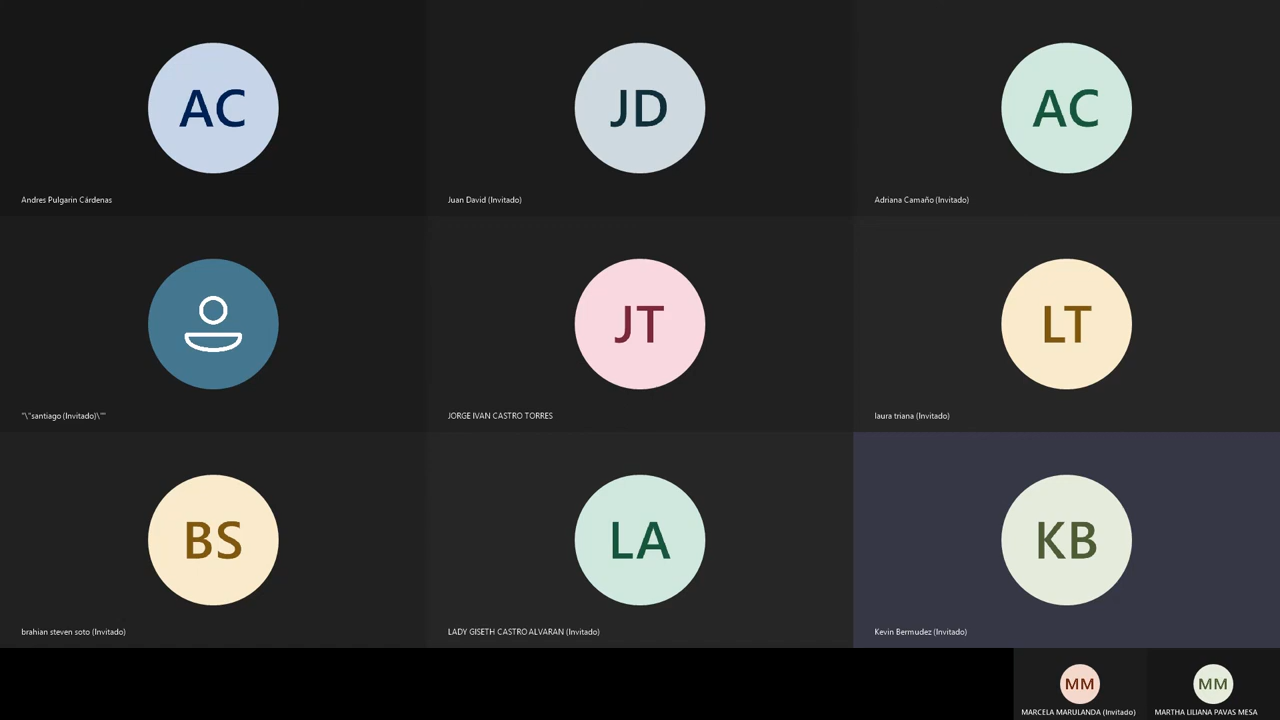 AC
JD
AC
Andres Pulgarin Cárdenas
Juan David (Invitado)
Adriana Camaño (Invitado)
JT
LT
"\"santiago (Invitado)\""
JORGE IVAN CASTRO TORRES
laura triana (Invitado)
BS
LA
KB
brahian steven soto (Invitado)
LADY GISETH CASTRO ALVARAN (Invitado)
Kevin Bermudez (Invitado)
MM
MM
MARCELA MARULANDA (Invitado)
MARTHA LILIANA PAVAS MESA